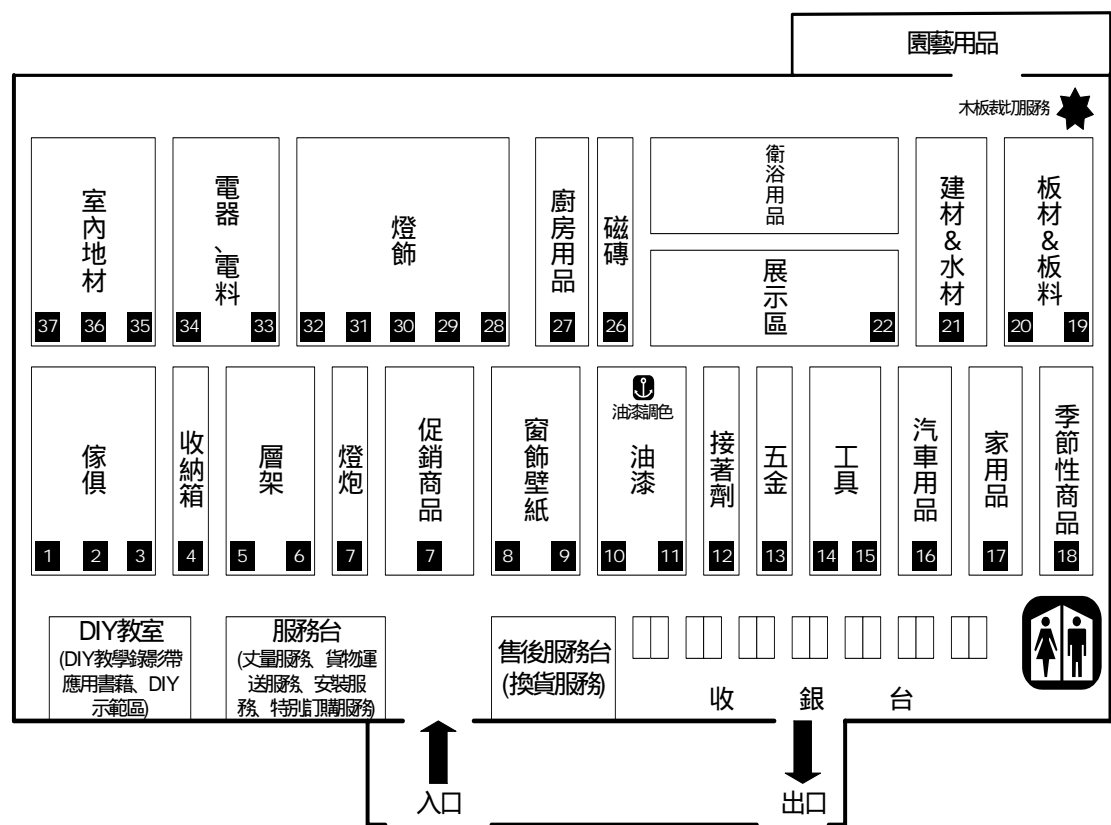 園藝用品
木板裁切服務
室內地材
37 36 35
電器、電料
34 33
燈飾
32 31 30 29 28
廚房用品
27
磁磚
26
衛浴用品
展示區
22
建材&水材
21
板材&板料
20 19
傢俱
1 2 3
收納箱
4
層架
5 6
燈炮
7
促銷商品
7
窗飾壁紙
8 9
油漆調色
油漆
10 11
接著劑
12
五金
13
工具
14 15
汽車用品
16
家用品
17
季節性商品
18
DIY教室
(DIY教學錄影帶
應用書藉、DIY
示範區)
服務台
(丈量服務、貨物運
送服務、安裝服
務、特別訂購服務)
售後服務台
(換貨服務)
收銀台
入口
出口